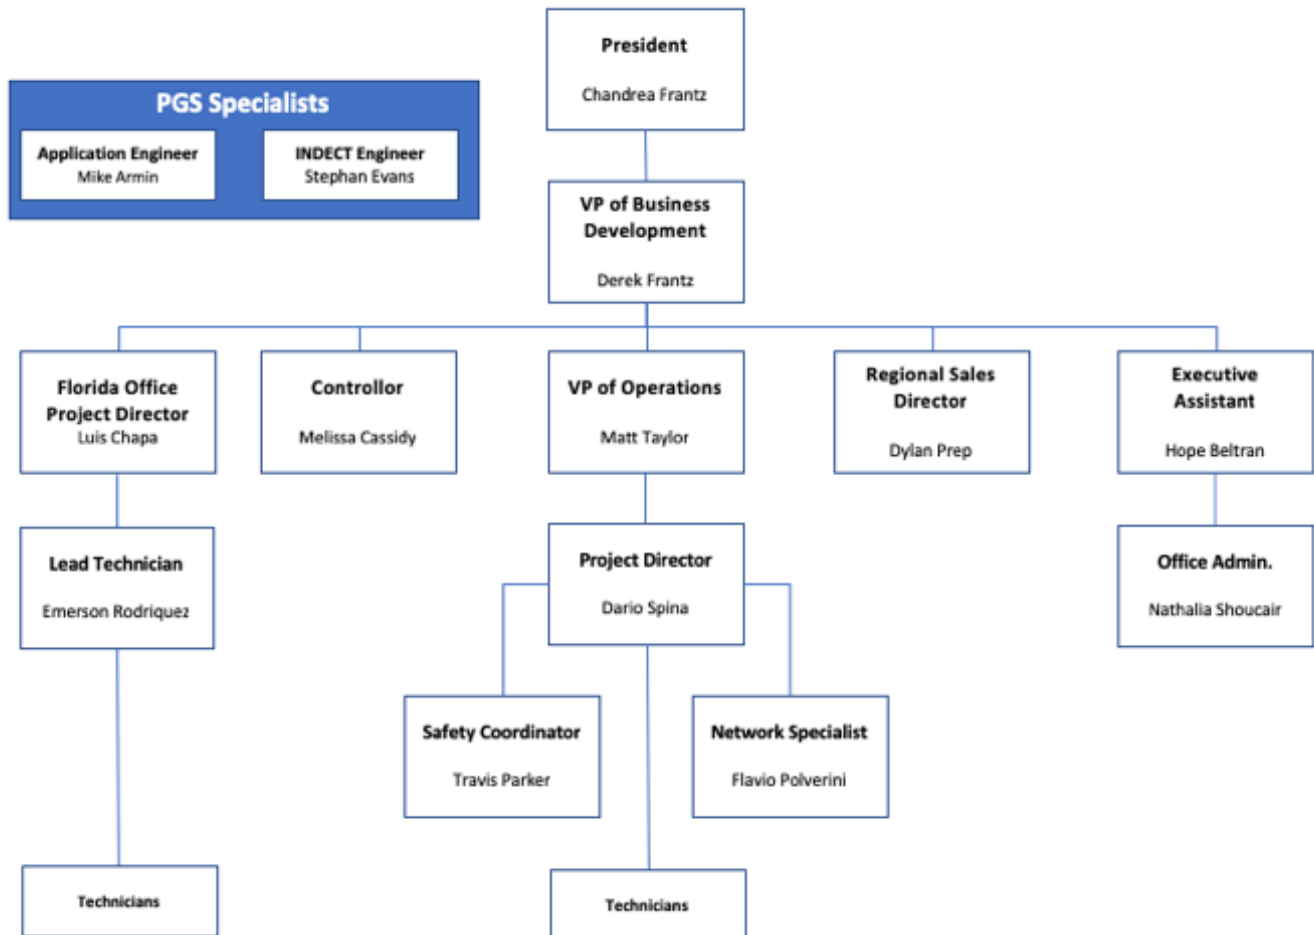 President
Chandrea Frantz
PGS Specialists
Application Engineer
Mike Armin
INDECT Engineer
Stephan Evans
VP of Business
Development
Derek Frantz
Florida Office
Project Director
Luis Chapa
Controllor
Melissa Cassidy
VP of Operations
Matt Taylor
Regional Sales
Director
Dylan Prep
Executive
Assistant
Hope Beltran
Lead Technician
Emerson Rodriquez
Project Director
Dario Spina
Office Admin.
Nathalia Shoucair
Safety Coordinator
Travis Parker
Network Specialist
Flavio Polverini
Technicians
Technicians